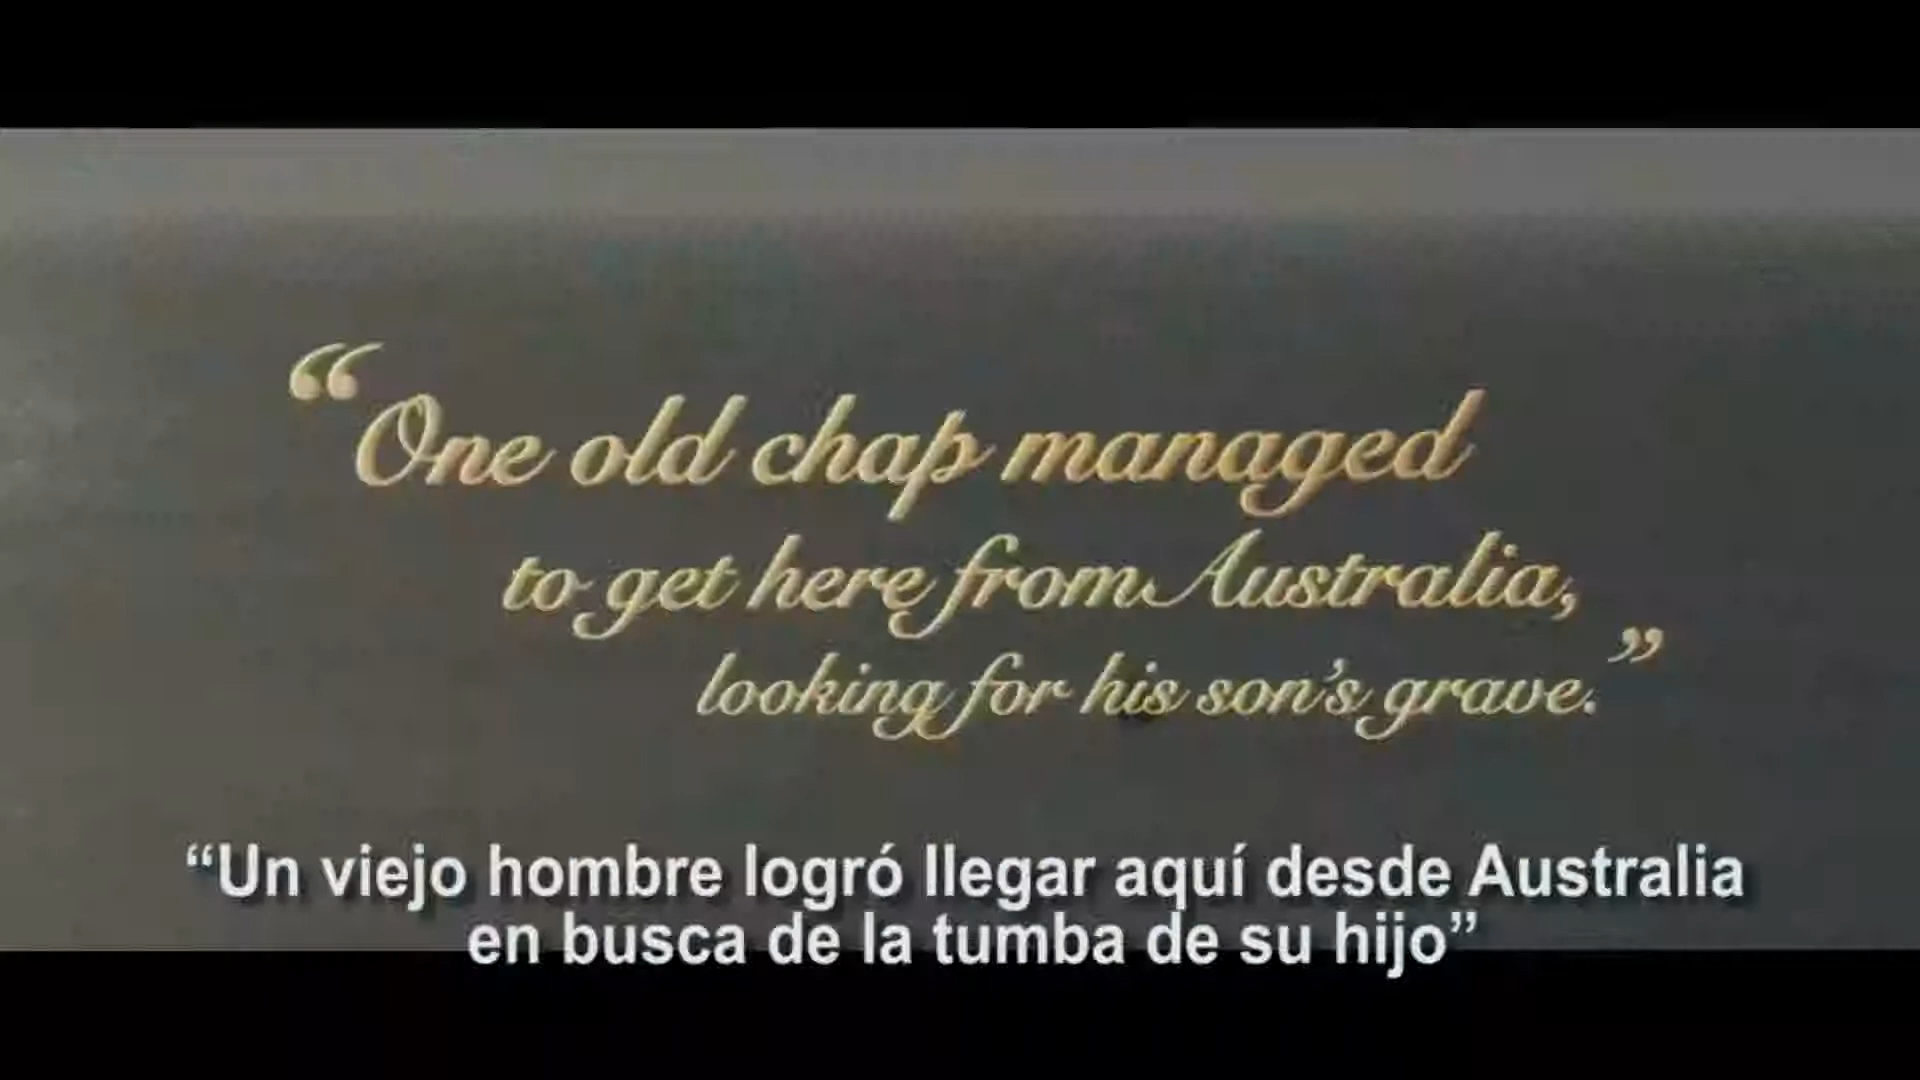 “One old chap managed
to get here from Australia,
looking for his son’s grave.”
“Un viejo hombre logró llegar aquí desde Australia
en busca de la tumba de su hijo”